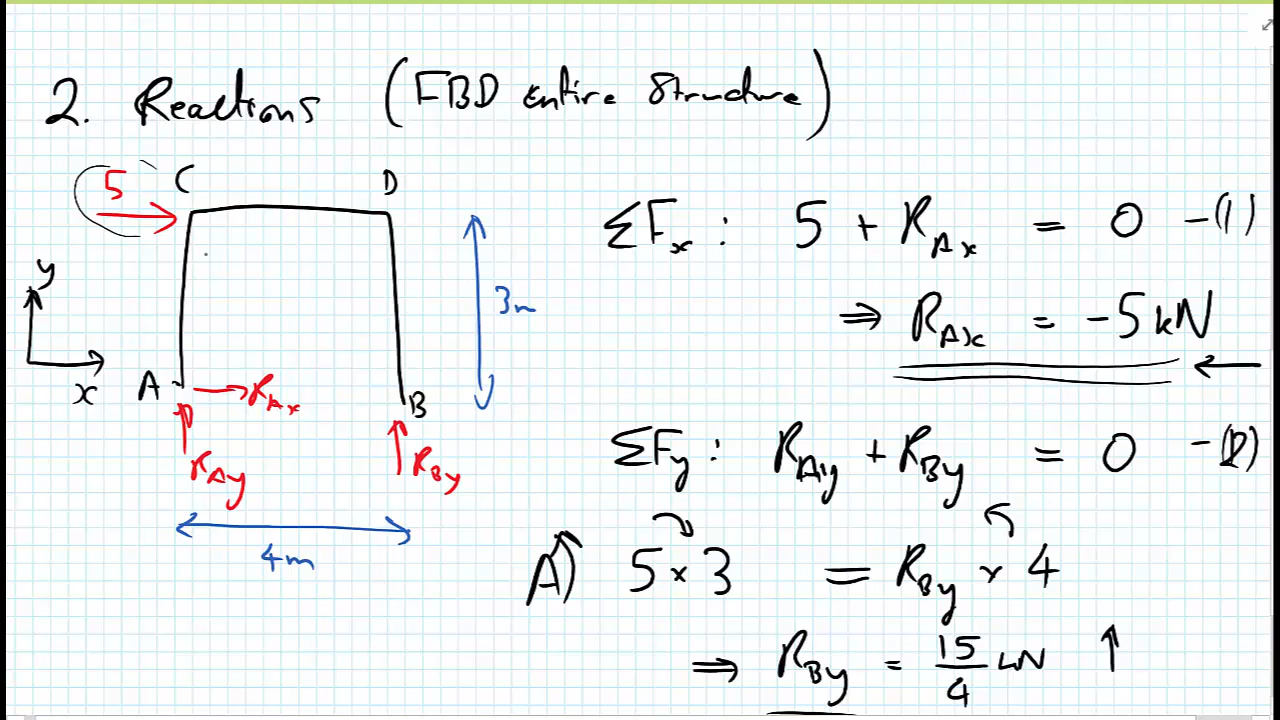 2. Reactions (FBD entire structure)
5
C
D
y
x
3m
A
R_Ax
B
R_Ay
R_By
4m
ΣF_x : 5 + R_Ax = 0 -(1)
⇒ R_Ax = -5 kN ←
ΣF_y : R_Ay + R_By = 0 -(2)
A) 5 × 3 = R_By × 4
⇒ R_By = 15/4 kN ↑